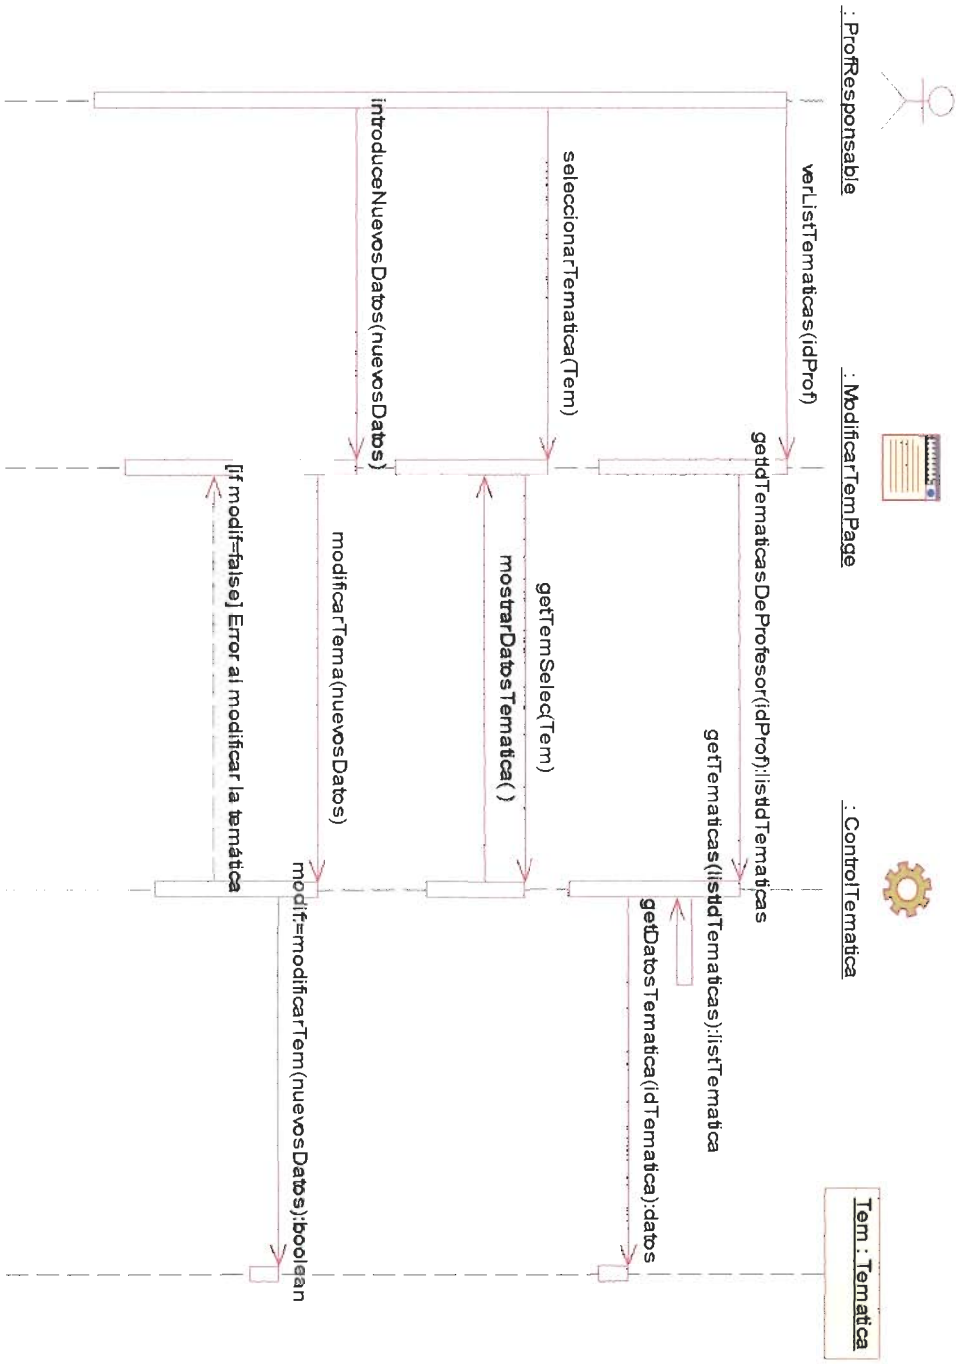 : ProfResponsable
: ModificarTemPage
: ControlTematica
Tem : Tematica
verListTematicas(idProf)
getIdTematicasDeProfesor(idProf):listIdTematicas
getTematicas(listIdTematicas):listTematica
getDatosTematica(idTematica):datos
seleccionarTematica(Tem)
getTemSelec(Tem)
mostrarDatosTematica( )
introduceNuevosDatos(nuevosDatos)
modificarTema(nuevosDatos)
modif:=modificarTem(nuevosDatos):boolean
[if modif=false] Error al modificar la temática